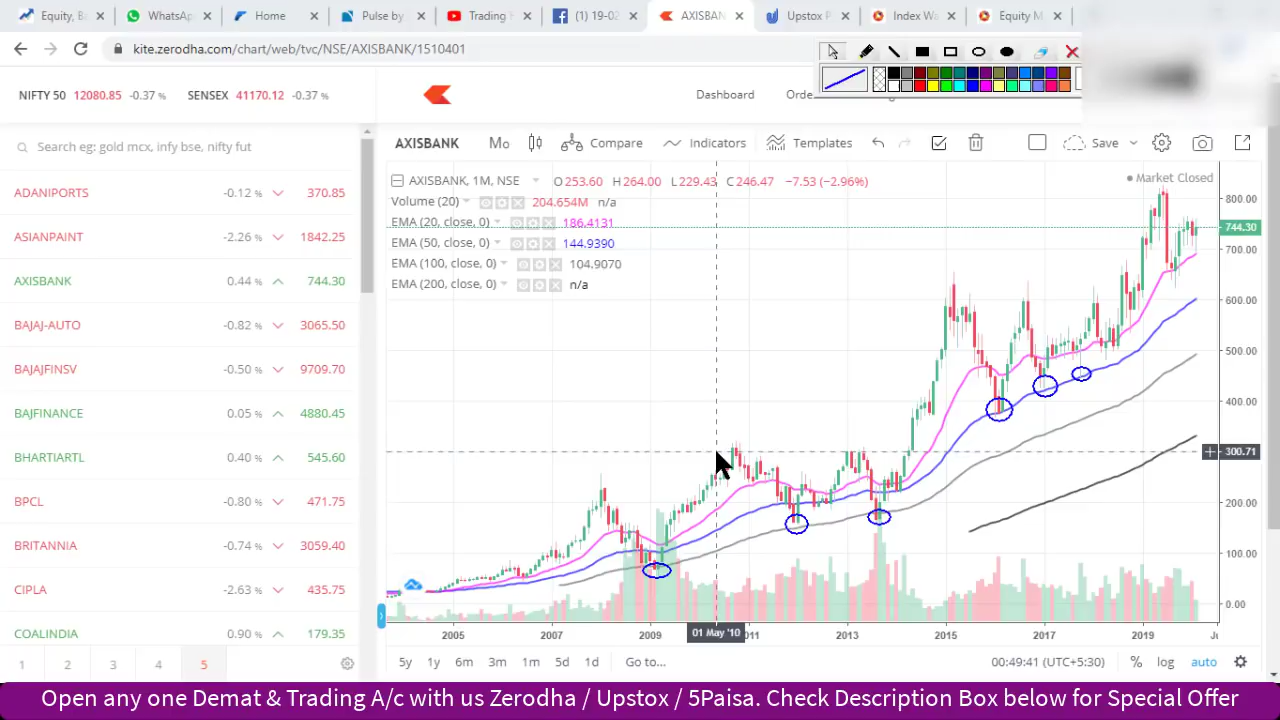 Equity, B
WhatsApp
Home
Pulse by
Trading
(1) 19-02
AXISBANK
Upstox
Index Wa
Equity M
kite.zerodha.com/chart/web/tvc/NSE/AXISBANK/1510401
NIFTY 50 12080.85 -0.37 % SENSEX 41170.12 -0.37 %
Dashboard
Orde
Search eg: gold mcx, infy bse, nifty fut
ADANIPORTS -0.12 % 370.85
ASIANPAINT -2.26 % 1842.25
AXISBANK 0.44 % 744.30
BAJAJ-AUTO -0.82 % 3065.50
BAJAJFINSV -0.50 % 9709.70
BAJFINANCE 0.05 % 4880.45
BHARTIARTL 0.40 % 545.60
BPCL -0.80 % 471.75
BRITANNIA -0.74 % 3059.40
CIPLA -2.63 % 435.75
COALINDIA 0.90 % 179.35
1 2 3 4 5
AXISBANK Mo Compare Indicators Templates Save
AXISBANK, 1M, NSE O253.60 H264.00 L229.43 C246.47 −7.53 (−2.96%)
Market Closed
Volume (20) 204.654M n/a
EMA (20, close, 0) 186.4131
EMA (50, close, 0) 144.9390
EMA (100, close, 0) 104.9070
EMA (200, close, 0) n/a
800.00
744.30
700.00
600.00
500.00
400.00
300.71
200.00
100.00
0.00
2005 2007 2009 01 May '10 011 2013 2015 2017 2019 Ju
5y 1y 6m 3m 1m 5d 1d Go to... 00:49:41 (UTC+5:30) % log auto
Open any one Demat & Trading A/c with us Zerodha / Upstox / 5Paisa. Check Description Box below for Special Offer